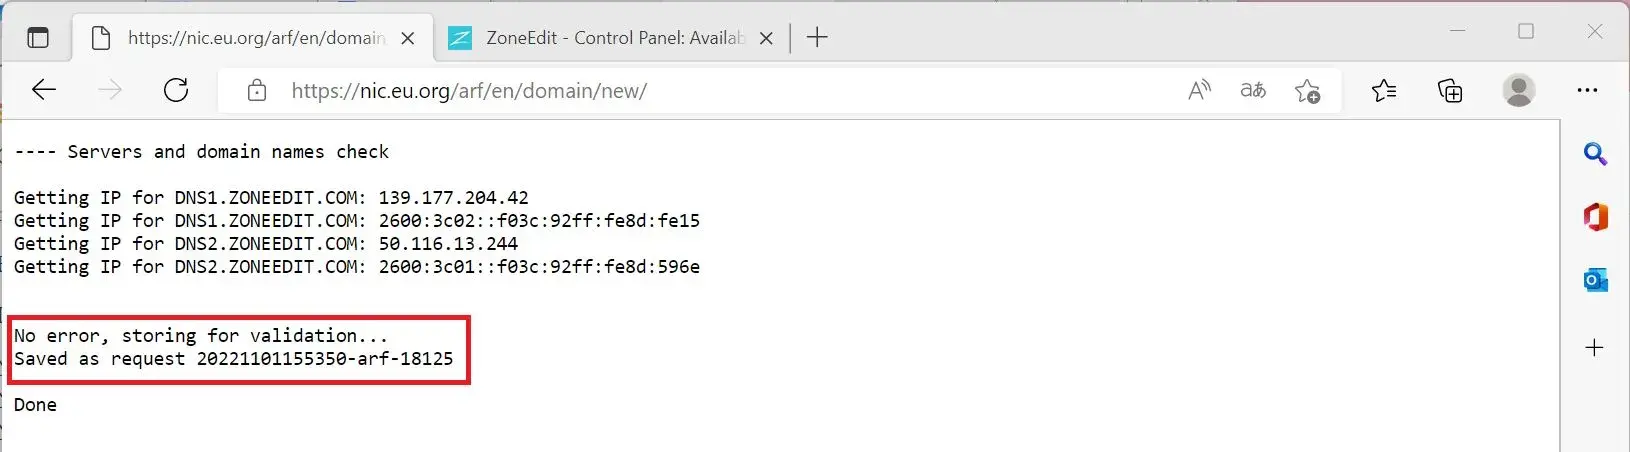 https://nic.eu.org/arf/en/domain
ZoneEdit - Control Panel: Availab
https://nic.eu.org/arf/en/domain/new/
---- Servers and domain names check
Getting IP for DNS1.ZONEEDIT.COM: 139.177.204.42
Getting IP for DNS1.ZONEEDIT.COM: 2600:3c02::f03c:92ff:fe8d:fe15
Getting IP for DNS2.ZONEEDIT.COM: 50.116.13.244
Getting IP for DNS2.ZONEEDIT.COM: 2600:3c01::f03c:92ff:fe8d:596e
No error, storing for validation...
Saved as request 20221101155350-arf-18125
Done